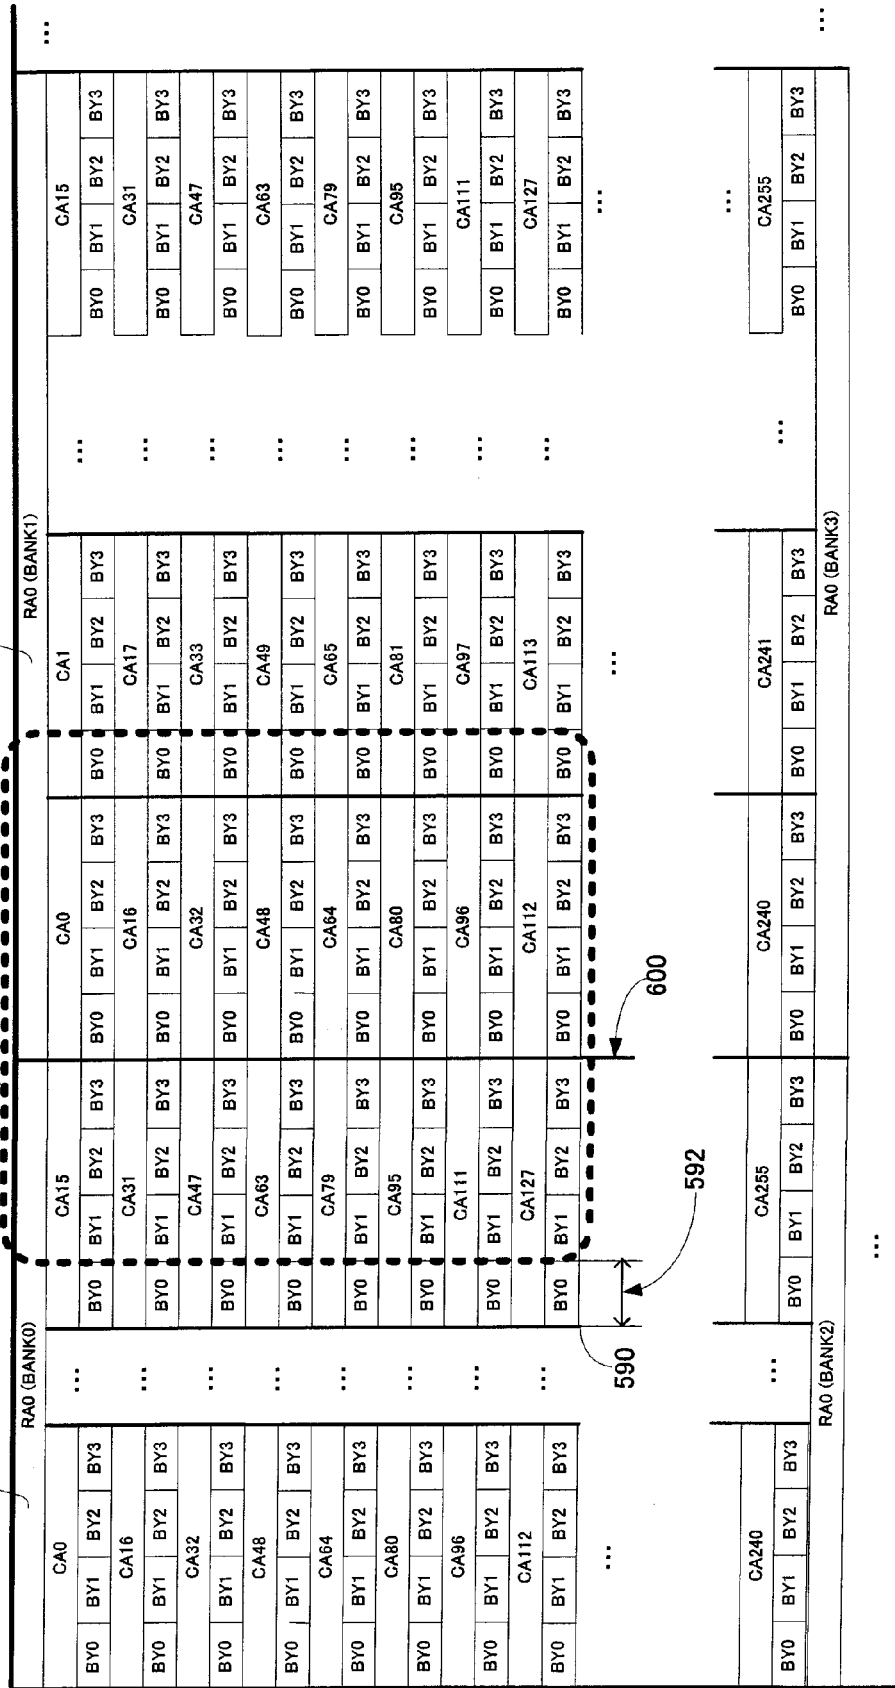 RA0 (BANK0) RA0 (BANK1) ...
CA0 ... CA15 CA0 CA1 ... CA15
BY0 BY1 BY2 BY3 BY0 BY1 BY2 BY3 BY0 BY1 BY2 BY3 BY0 BY1 BY2 BY3 BY0 BY1 BY2 BY3
CA16 ... CA31 CA16 CA17 ... CA31
BY0 BY1 BY2 BY3 BY0 BY1 BY2 BY3 BY0 BY1 BY2 BY3 BY0 BY1 BY2 BY3 BY0 BY1 BY2 BY3
CA32 ... CA47 CA32 CA33 ... CA47
BY0 BY1 BY2 BY3 BY0 BY1 BY2 BY3 BY0 BY1 BY2 BY3 BY0 BY1 BY2 BY3 BY0 BY1 BY2 BY3
CA48 ... CA63 CA48 CA49 ... CA63
BY0 BY1 BY2 BY3 BY0 BY1 BY2 BY3 BY0 BY1 BY2 BY3 BY0 BY1 BY2 BY3 BY0 BY1 BY2 BY3
CA64 ... CA79 CA64 CA65 ... CA79
BY0 BY1 BY2 BY3 BY0 BY1 BY2 BY3 BY0 BY1 BY2 BY3 BY0 BY1 BY2 BY3 BY0 BY1 BY2 BY3
CA80 ... CA95 CA80 CA81 ... CA95
BY0 BY1 BY2 BY3 BY0 BY1 BY2 BY3 BY0 BY1 BY2 BY3 BY0 BY1 BY2 BY3 BY0 BY1 BY2 BY3
CA96 ... CA111 CA96 CA97 ... CA111
BY0 BY1 BY2 BY3 BY0 BY1 BY2 BY3 BY0 BY1 BY2 BY3 BY0 BY1 BY2 BY3 BY0 BY1 BY2 BY3
CA112 ... CA127 CA112 CA113 ... CA127
BY0 BY1 BY2 BY3 BY0 BY1 BY2 BY3 BY0 BY1 BY2 BY3 BY0 BY1 BY2 BY3 BY0 BY1 BY2 BY3
... ... ...
590 600
592
...
CA240 ... CA255 CA240 CA241 ... CA255
BY0 BY1 BY2 BY3 BY0 BY1 BY2 BY3 BY0 BY1 BY2 BY3 BY0 BY1 BY2 BY3 BY0 BY1 BY2 BY3
RA0 (BANK2) RA0 (BANK3) ...
...